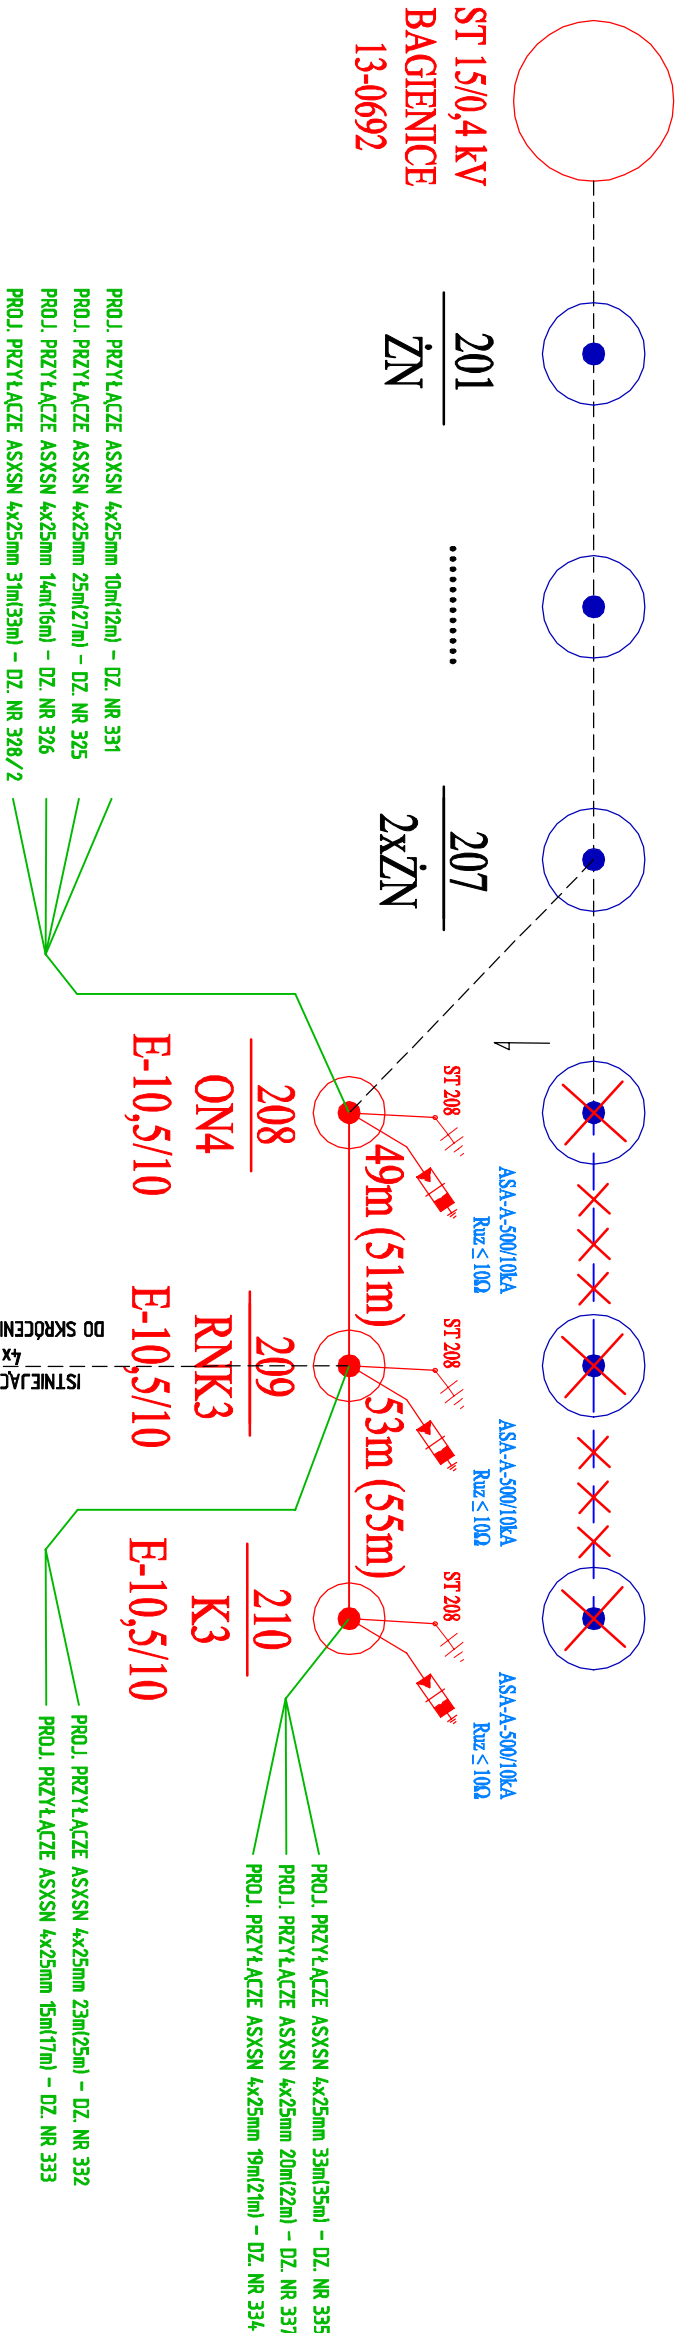 ST 15/0,4 kV
BAGIENICE
13-0692
201
ŻN
...........
207
2xŻN
ST 208
ASA-A-500/10kA
Ruz ≤ 10Ω
ST 208
ASA-A-500/10kA
Ruz ≤ 10Ω
ST 208
ASA-A-500/10kA
Ruz ≤ 10Ω
49m (51m)
53m (55m)
208
ON4
E-10,5/10
209
RNK3
E-10,5/10
210
K3
E-10,5/10
PROJ. PRZYŁĄCZE ASXSN 4x25mm 10m(12m) - DZ. NR 331
PROJ. PRZYŁĄCZE ASXSN 4x25mm 25m(27m) - DZ. NR 325
PROJ. PRZYŁĄCZE ASXSN 4x25mm 14m(16m) - DZ. NR 326
PROJ. PRZYŁĄCZE ASXSN 4x25mm 31m(33m) - DZ. NR 328/2
ISTNIEJĄC
4x
DO SKRÓCENI
PROJ. PRZYŁĄCZE ASXSN 4x25mm 23m(25m) - DZ. NR 332
PROJ. PRZYŁĄCZE ASXSN 4x25mm 15m(17m) - DZ. NR 333
PROJ. PRZYŁĄCZE ASXSN 4x25mm 33m(35m) - DZ. NR 335
PROJ. PRZYŁĄCZE ASXSN 4x25mm 20m(22m) - DZ. NR 337
PROJ. PRZYŁĄCZE ASXSN 4x25mm 19m(21m) - DZ. NR 334